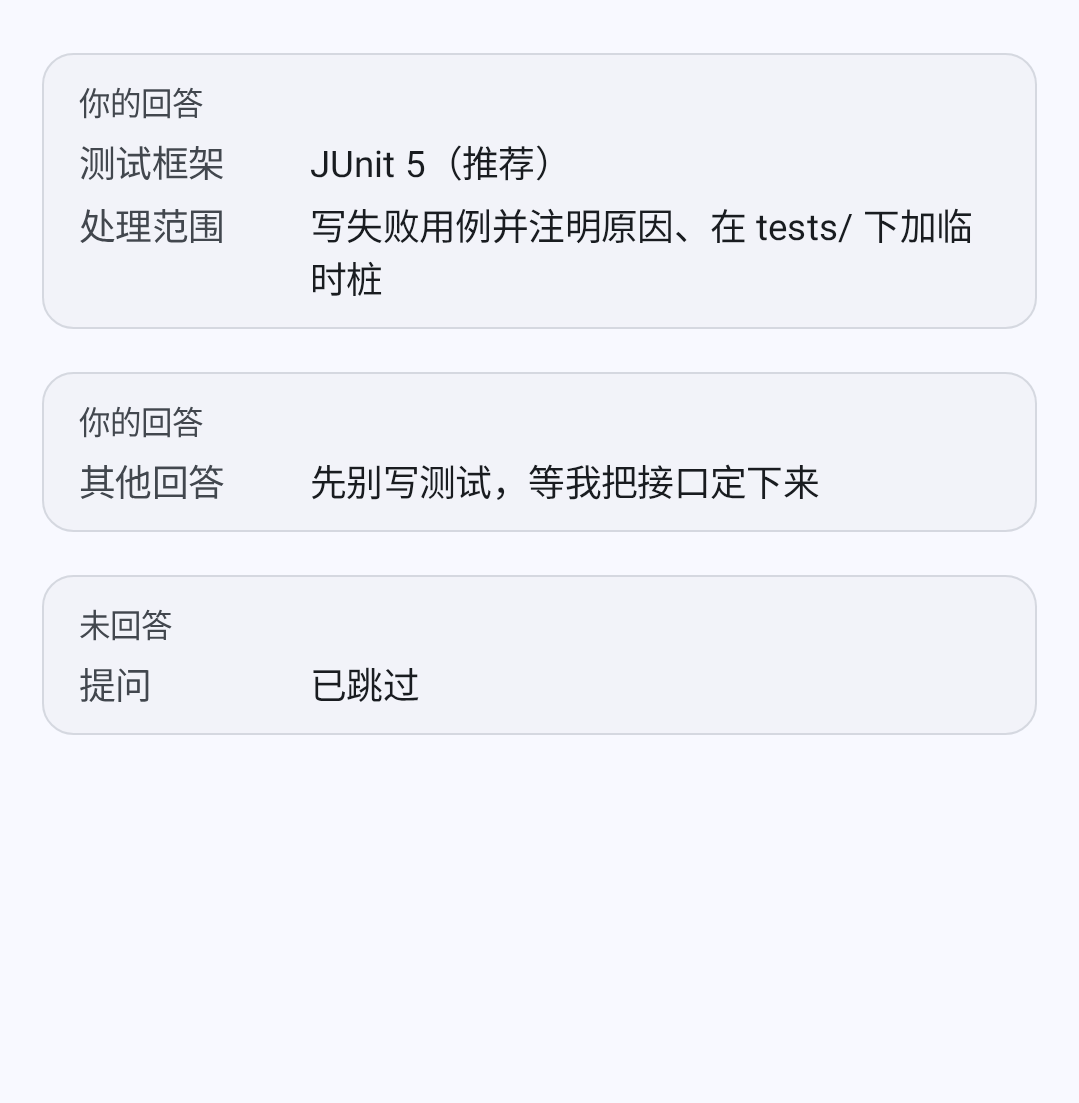 你的回答
测试框架 JUnit 5（推荐）
处理范围 写失败用例并注明原因、在 tests/ 下加临
时桩
你的回答
其他回答 先别写测试，等我把接口定下来
未回答
提问 已跳过